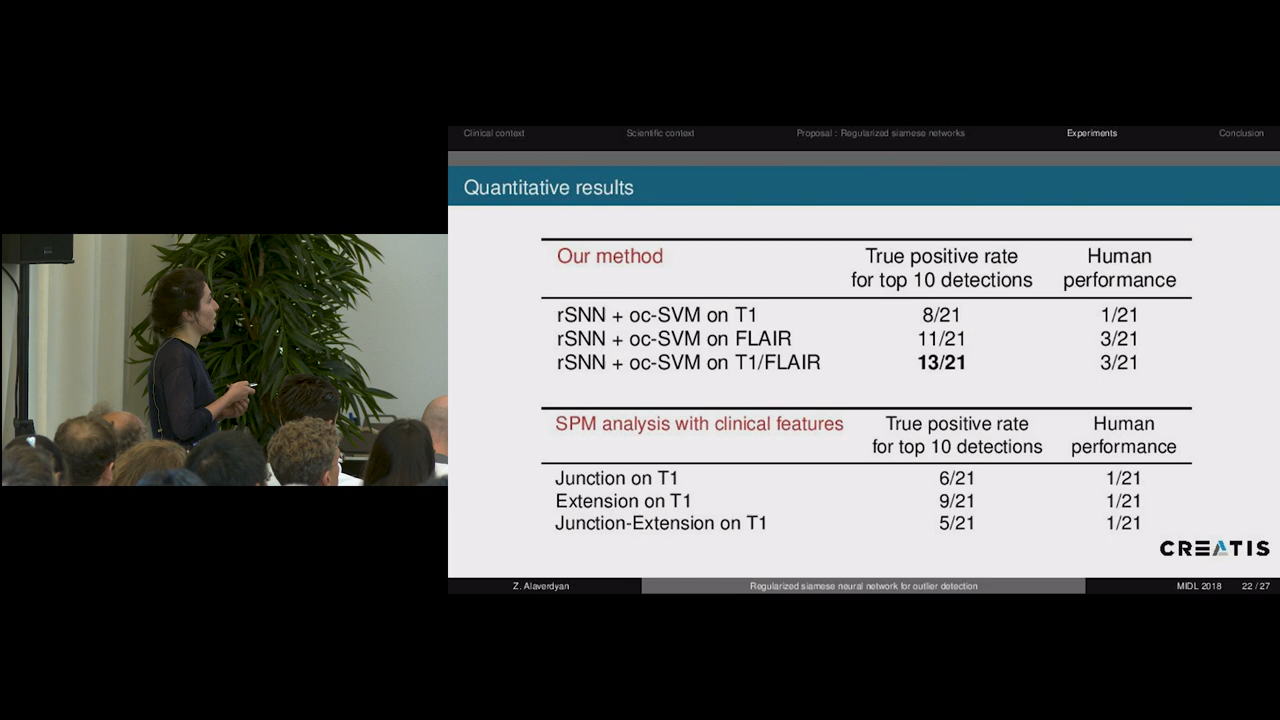 Clinical context Scientific context Proposal : Regularized siamese networks Experiments Conclusion
Quantitative results
Our method True positive rate Human
for top 10 detections performance
rSNN + oc-SVM on T1 8/21 1/21
rSNN + oc-SVM on FLAIR 11/21 3/21
rSNN + oc-SVM on T1/FLAIR 13/21 3/21
SPM analysis with clinical features True positive rate Human
for top 10 detections performance
Junction on T1 6/21 1/21
Extension on T1 9/21 1/21
Junction-Extension on T1 5/21 1/21
CREATIS
Z. Alaverdyan Regularized siamese neural network for outlier detection MIDL 2018 22 / 27